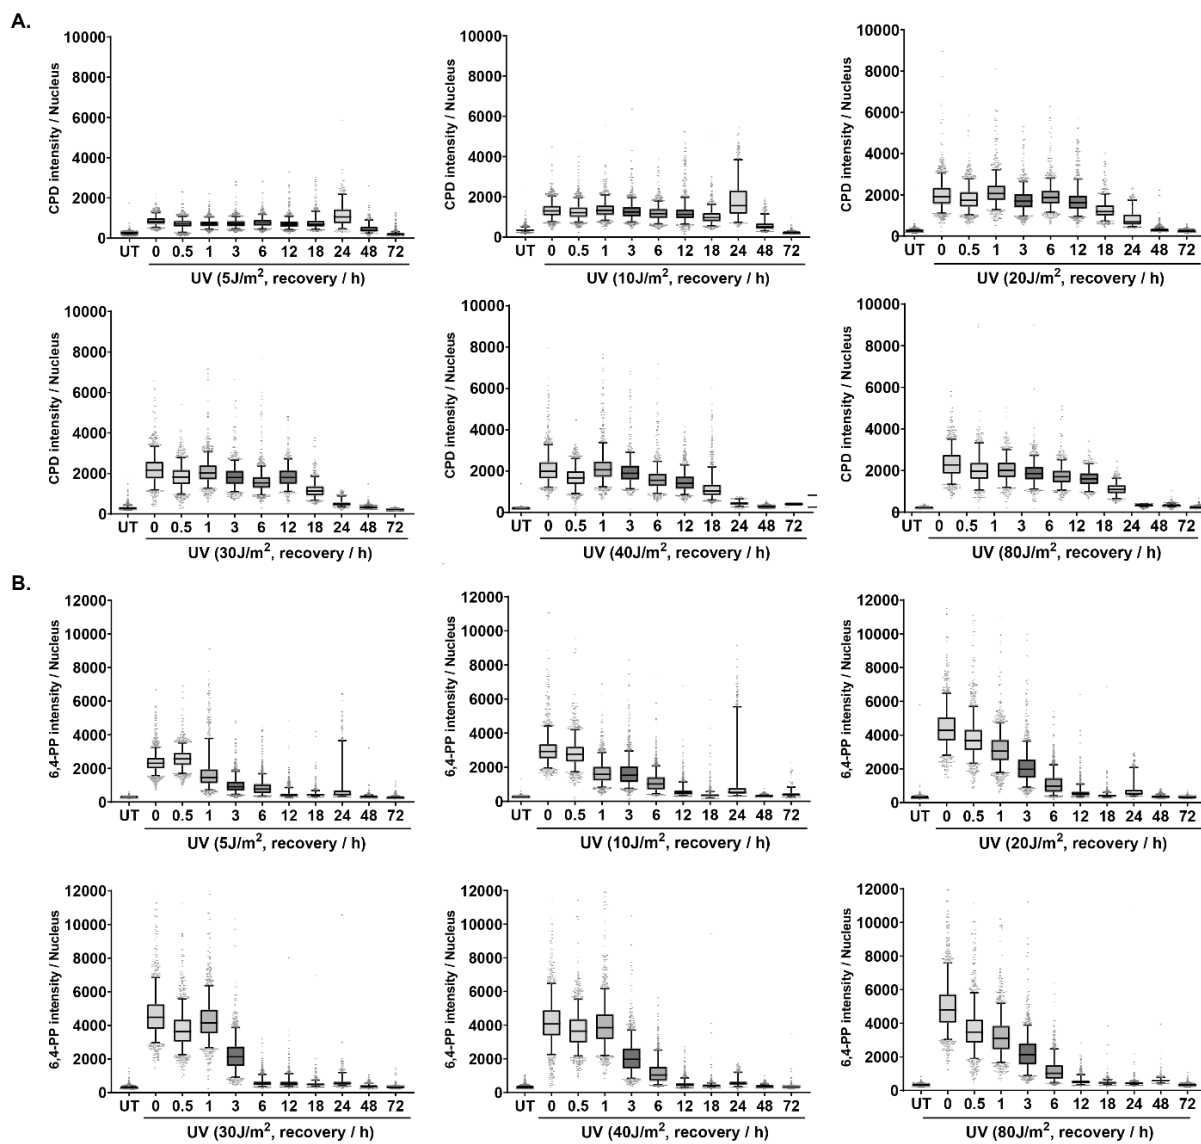 A.
CPD intensity / Nucleus
10000
8000
6000
4000
2000
0
UT 0 0.5 1 3 6 12 18 24 48 72
UV (5J/m², recovery / h)
CPD intensity / Nucleus
10000
8000
6000
4000
2000
0
UT 0 0.5 1 3 6 12 18 24 48 72
UV (10J/m², recovery / h)
CPD intensity / Nucleus
10000
8000
6000
4000
2000
0
UT 0 0.5 1 3 6 12 18 24 48 72
UV (20J/m², recovery / h)
CPD intensity / Nucleus
10000
8000
6000
4000
2000
0
UT 0 0.5 1 3 6 12 18 24 48 72
UV (30J/m², recovery / h)
CPD intensity / Nucleus
10000
8000
6000
4000
2000
0
UT 0 0.5 1 3 6 12 18 24 48 72
UV (40J/m², recovery / h)
CPD intensity / Nucleus
10000
8000
6000
4000
2000
0
UT 0 0.5 1 3 6 12 18 24 48 72
UV (80J/m², recovery / h)
B.
6,4-PP intensity / Nucleus
12000
10000
8000
6000
4000
2000
0
UT 0 0.5 1 3 6 12 18 24 48 72
UV (5J/m², recovery / h)
6,4-PP intensity / Nucleus
12000
10000
8000
6000
4000
2000
0
UT 0 0.5 1 3 6 12 18 24 48 72
UV (10J/m², recovery / h)
6,4-PP intensity / Nucleus
12000
10000
8000
6000
4000
2000
0
UT 0 0.5 1 3 6 12 18 24 48 72
UV (20J/m², recovery / h)
6,4-PP intensity / Nucleus
12000
10000
8000
6000
4000
2000
0
UT 0 0.5 1 3 6 12 18 24 48 72
UV (30J/m², recovery / h)
6,4-PP intensity / Nucleus
12000
10000
8000
6000
4000
2000
0
UT 0 0.5 1 3 6 12 18 24 48 72
UV (40J/m², recovery / h)
6,4-PP intensity / Nucleus
12000
10000
8000
6000
4000
2000
0
UT 0 0.5 1 3 6 12 18 24 48 72
UV (80J/m², recovery / h)